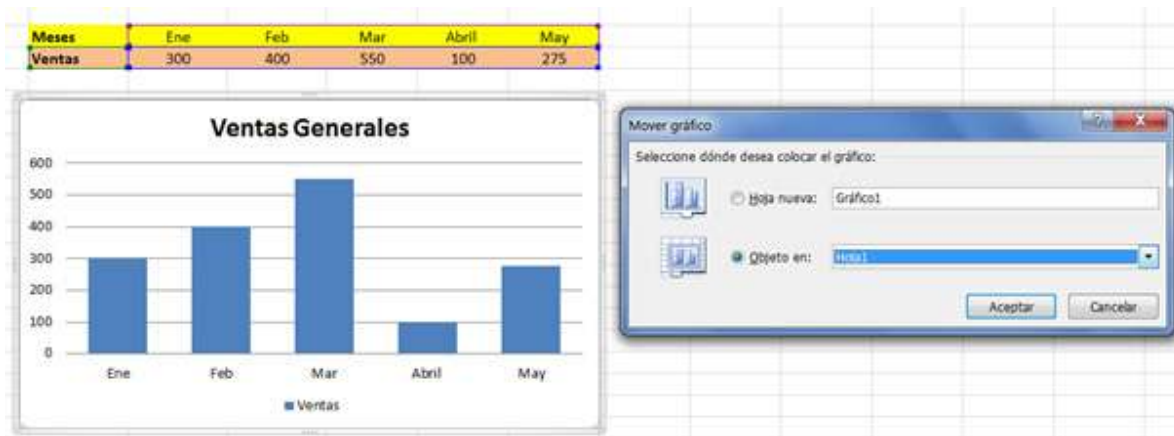 Meses Ene Feb Mar Abril May
Ventas 300 400 550 100 275
Ventas Generales
600
500
400
300
200
100
0
Ene Feb Mar Abril May
Ventas
Mover gráfico
Seleccione dónde desea colocar el gráfico:
Hoja nueva: Gráfico1
Objeto en: Hoja1
Aceptar Cancelar